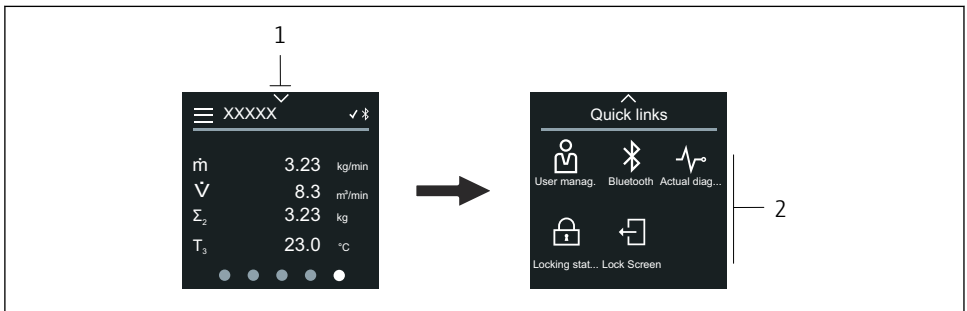 1
XXXXX
ṁ 3.23 kg/min
V̇ 8.3 m³/min
Σ₂ 3.23 kg
T₃ 23.0 °C
Quick links
User manag. Bluetooth Actual diag...
Locking stat... Lock Screen
2